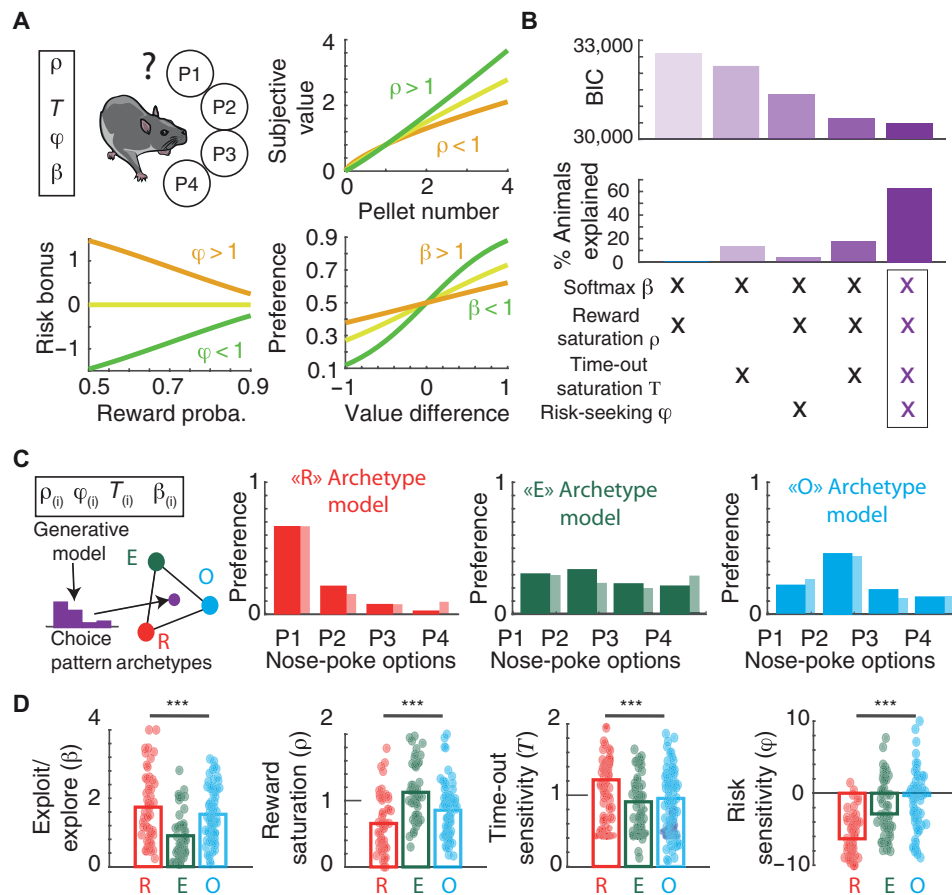 A
ρ
T
φ
β
?
P1
P2
P3
P4
Subjective
value
4
2
0
ρ > 1
ρ < 1
0 2 4
Pellet number
Risk bonus
1
0
−1
φ > 1
φ < 1
0.5 0.7 0.9
Reward proba.
Preference
0.9
0.7
0.5
0.3
0.1
β > 1
β < 1
−1 0 1
Value difference
B
BIC
33,000
30,000
% Animals
explained
60
40
20
0
Softmax β X X X X X
Reward
saturation ρ X X X X
Time-out
saturation T X X X
Risk-seeking φ X X
C
ρ(i) φ(i) T(i) β(i)
Generative
model
E
O
R
Choice
pattern archetypes
Preference
1
0
«R» Archetype
model
P1 P2 P3 P4
Nose-poke options
Preference
1
0
«E» Archetype
model
P1 P2 P3 P4
Nose-poke options
Preference
1
0
«O» Archetype
model
P1 P2 P3 P4
Nose-poke options
D
Exploit/
explore (β)
4
2
0
***
R E O
Reward
saturation (ρ)
2
1
0
***
R E O
Time-out
sensitivity (T)
2
1
0
***
R E O
Risk
sensitivity (φ)
10
0
−10
***
R E O